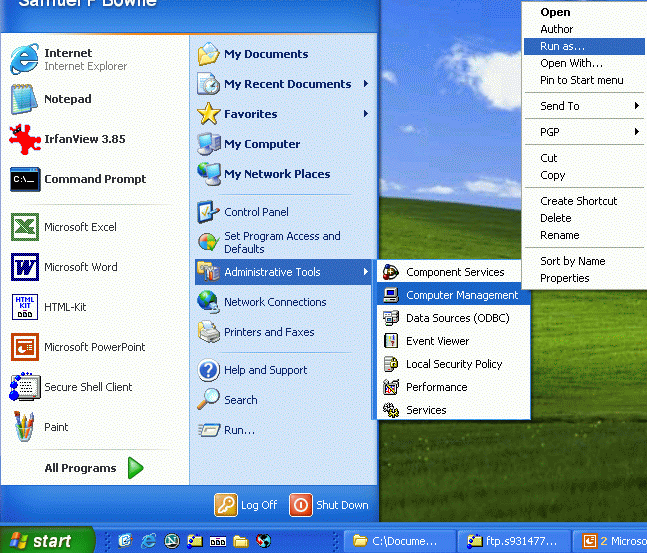 Samuel P Bowne
Internet
Internet Explorer
Notepad
IrfanView 3.85
Command Prompt
Microsoft Excel
Microsoft Word
HTML-Kit
Microsoft PowerPoint
Secure Shell Client
Paint
All Programs
My Documents
My Recent Documents
Favorites
My Computer
My Network Places
Control Panel
Set Program Access and
Defaults
Administrative Tools
Network Connections
Printers and Faxes
Help and Support
Search
Run...
Component Services
Computer Management
Data Sources (ODBC)
Event Viewer
Local Security Policy
Performance
Services
Open
Author
Run as...
Open With...
Pin to Start menu
Send To
PGP
Cut
Copy
Create Shortcut
Delete
Rename
Sort by Name
Properties
Log Off
Shut Down
start
C:\Docume...
ftp.s931477...
2 Microso